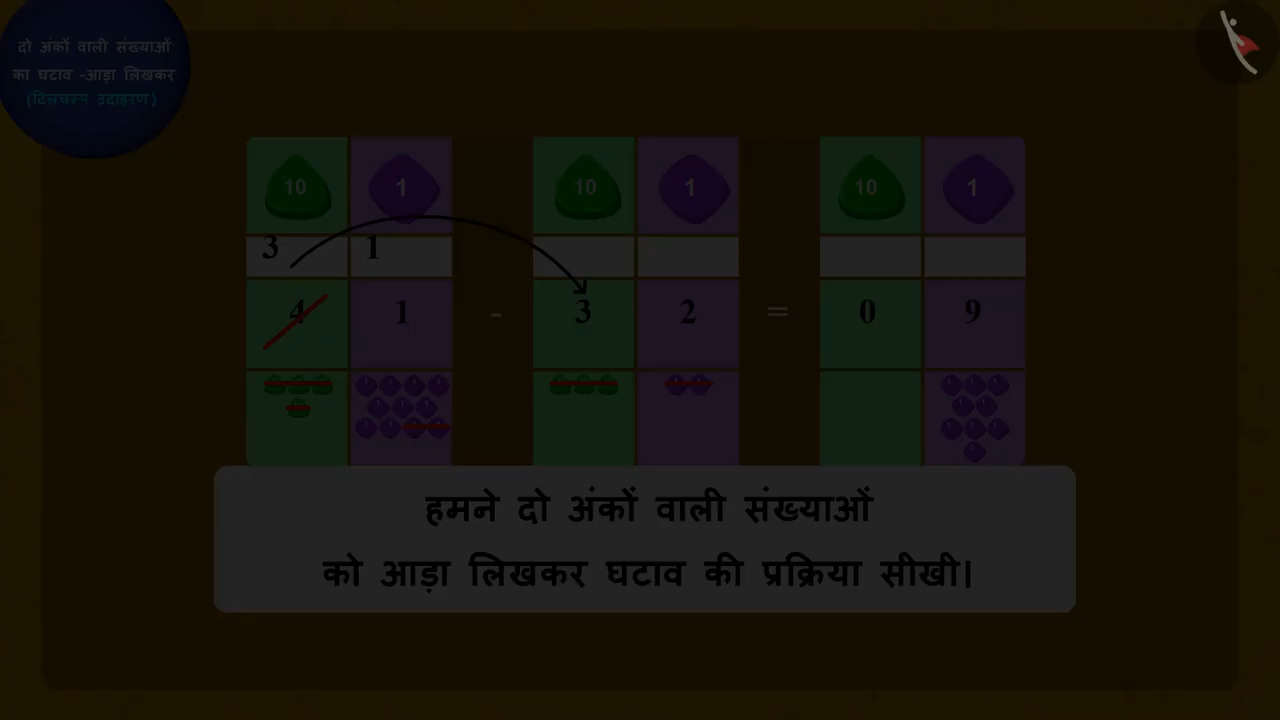 दो अंकों वाली संख्याओं
का घटाव -आड़ा लिखकर
(दिलचस्प उदाहरण)
10 1 10 1 10 1
3 1
4 1 - 3 2 = 0 9
हमने दो अंकों वाली संख्याओं
को आड़ा लिखकर घटाव की प्रक्रिया सीखी।